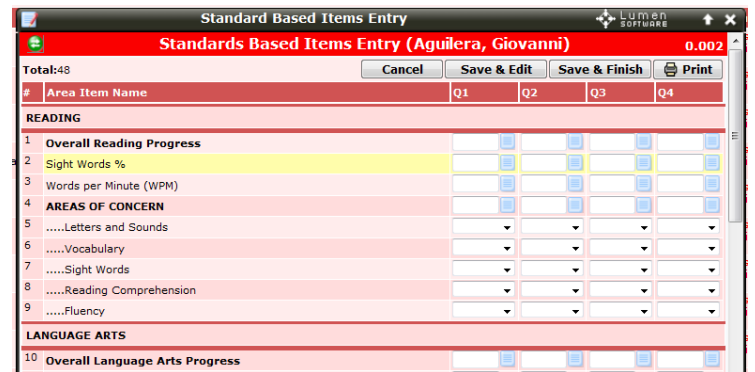 Standard Based Items Entry
Lumen
SOFTWARE
Standards Based Items Entry (Aguilera, Giovanni) 0.002
Total:48 Cancel Save & Edit Save & Finish Print
# Area Item Name Q1 Q2 Q3 Q4
READING
1 Overall Reading Progress
2 Sight Words %
3 Words per Minute (WPM)
4 AREAS OF CONCERN
5 .....Letters and Sounds
6 .....Vocabulary
7 .....Sight Words
8 .....Reading Comprehension
9 .....Fluency
LANGUAGE ARTS
10 Overall Language Arts Progress